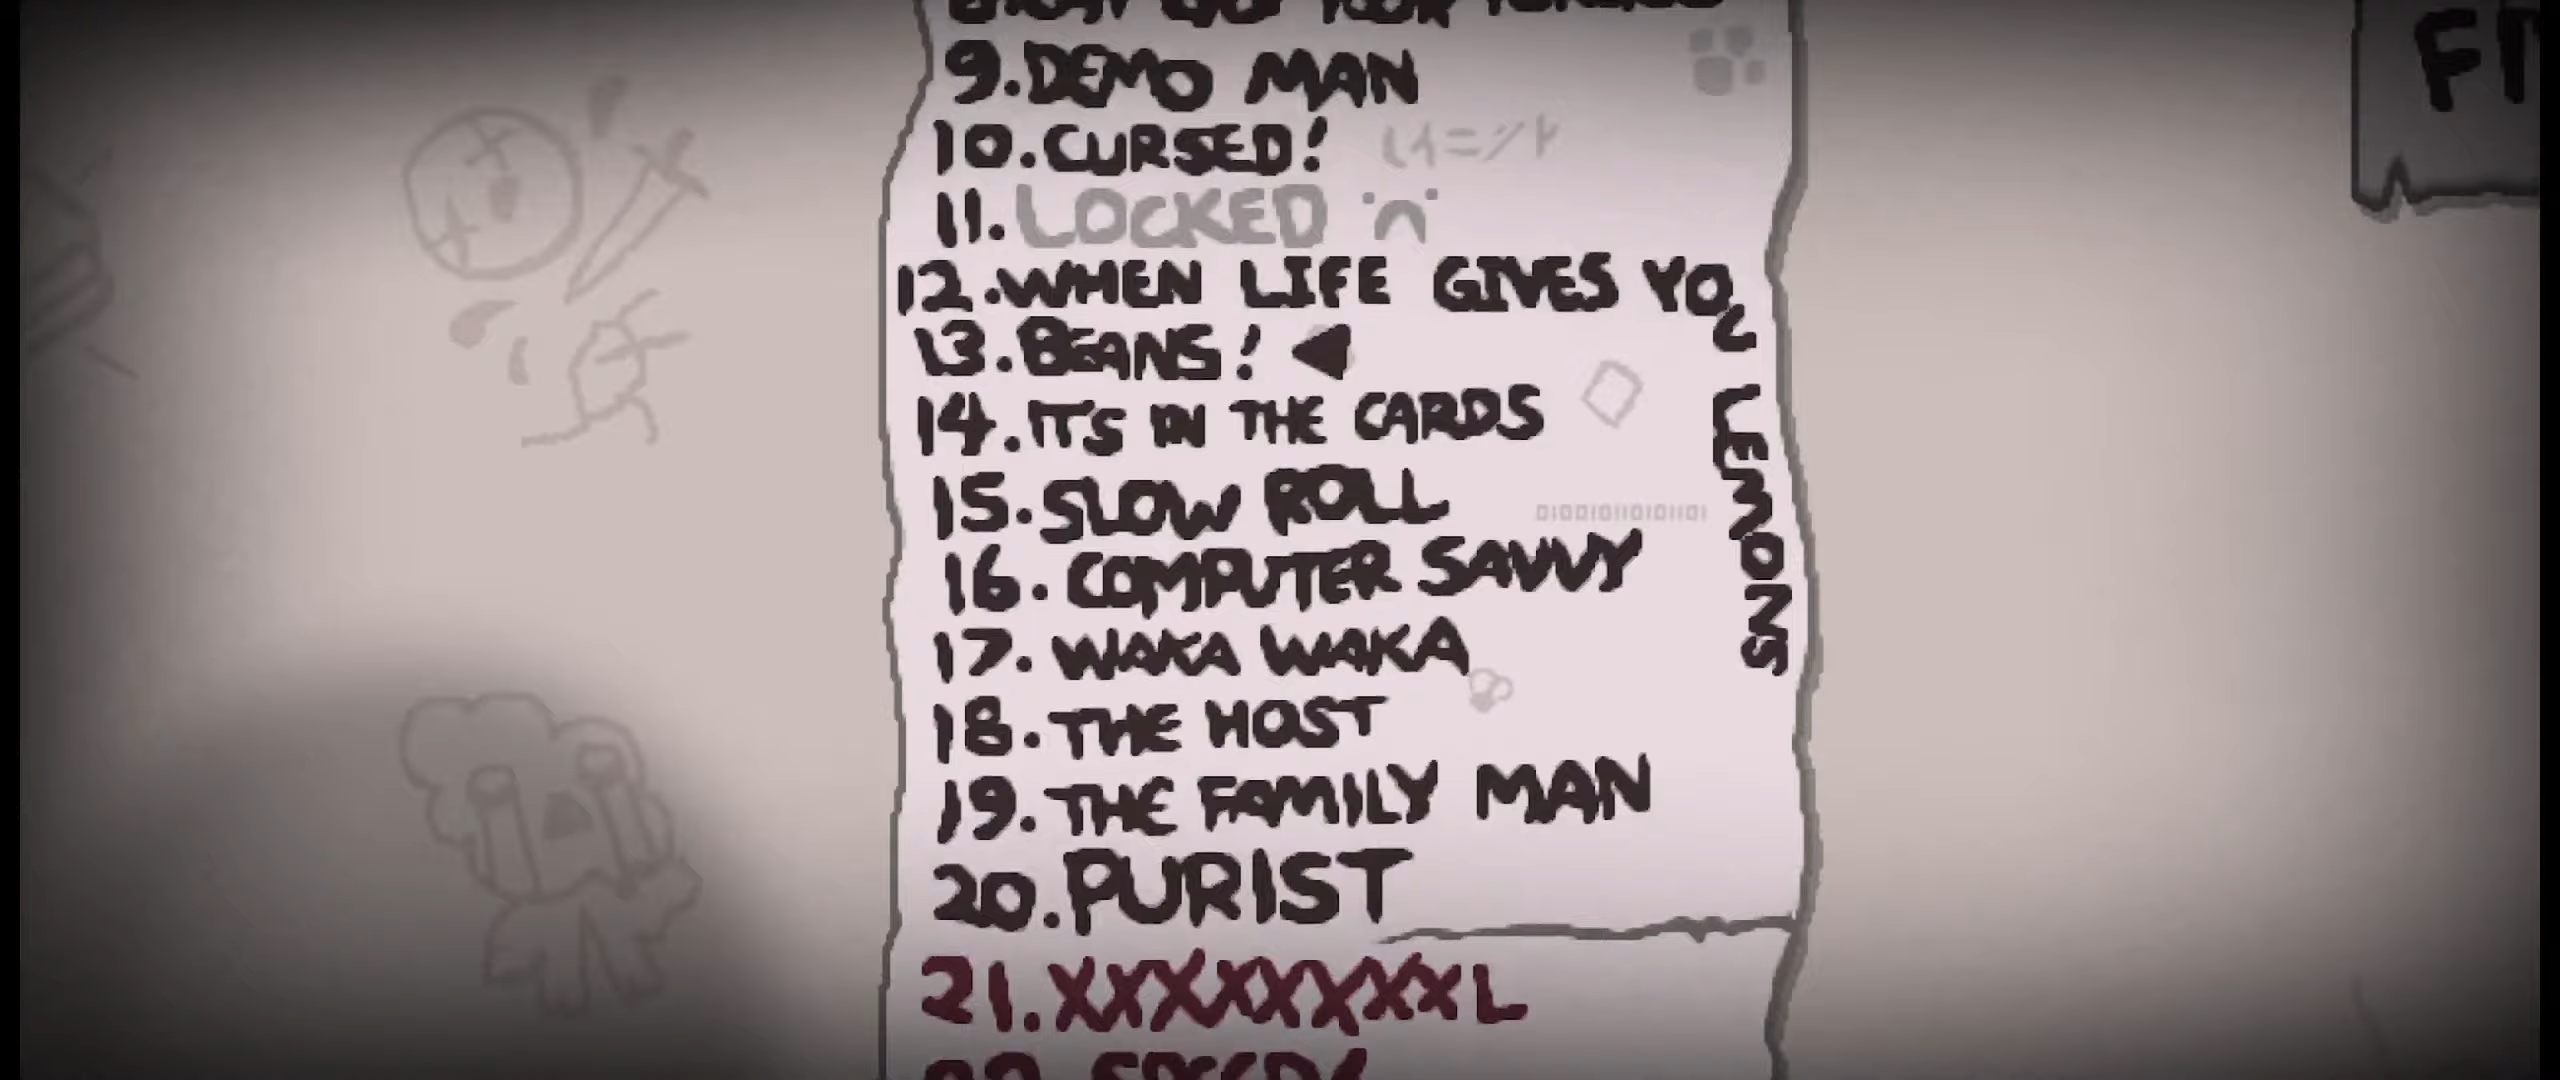 9. DEMO MAN
10. CURSED!
11. LOCKED
12. WHEN LIFE GIVES YOU LEMONS
13. BEANS!
14. IT'S IN THE CARDS
15. SLOW ROLL
01001011010101101
16. COMPUTER SAVVY
17. WAKA WAKA
18. THE HOST
19. THE FAMILY MAN
20. PURIST
21. XXXXXXXXL